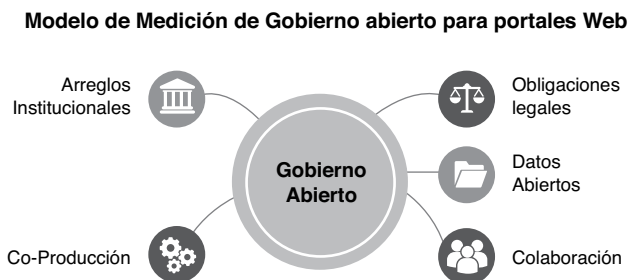 Modelo de Medición de Gobierno abierto para portales Web
Arreglos
Institucionales
Obligaciones
legales
Gobierno
Abierto
Datos
Abiertos
Co-Producción
Colaboración